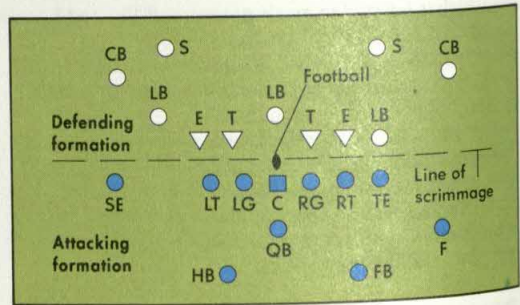 CB
S
S
CB
Football
LB
LB
Defending
formation
E
T
T
E
LB
Line of
scrimmage
SE
LT
LG
C
RG
RT
TE
Attacking
formation
QB
F
HB
FB